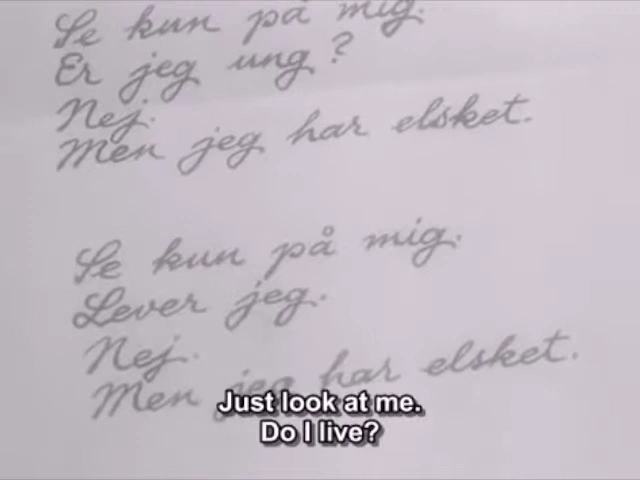 Se kun på mig.
Er jeg ung?
Nej.
Men jeg har elsket.
Se kun på mig.
Lever jeg.
Nej.
Men jeg har elsket.
Just look at me.
Do I live?